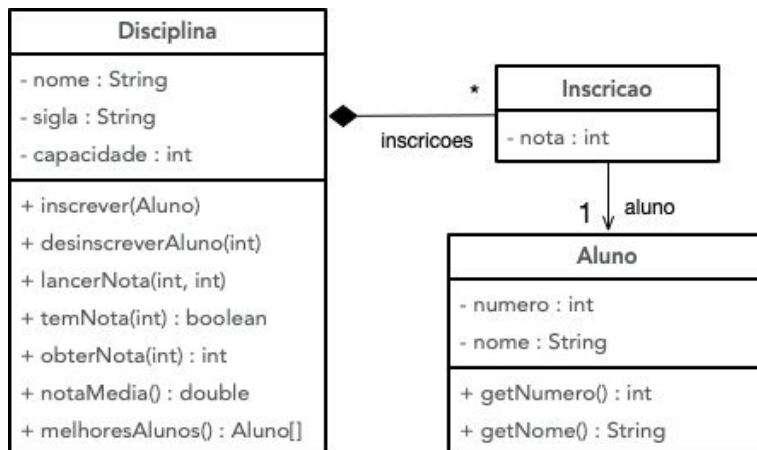 Disciplina
- nome : String
- sigla : String
- capacidade : int
+ inscrever(Aluno)
+ desinscreverAluno(int)
+ lancerNota(int, int)
+ temNota(int) : boolean
+ obterNota(int) : int
+ notaMedia() : double
+ melhoresAlunos() : Aluno[]
*
inscricoes
Inscricao
- nota : int
1
aluno
Aluno
- numero : int
- nome : String
+ getNumero() : int
+ getNome() : String